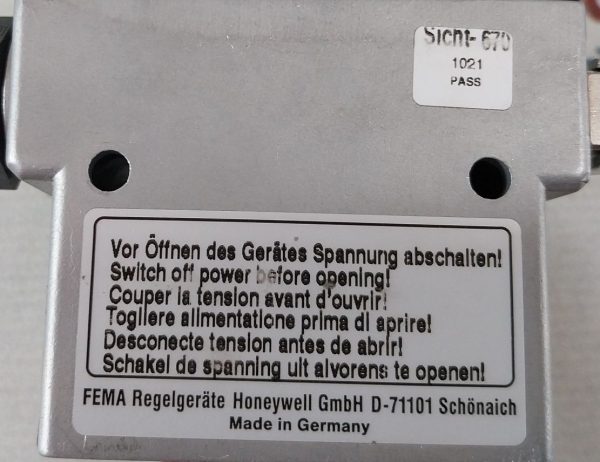 Sicht-670
1021
PASS
Vor Öffnen des Gerätes Spannung abschalten!
Switch off power before opening!
Couper la tension avant d'ouvrir!
Togliere alimentatione prima di aprire!
Desconecte tension antes de abrir!
Schakel de spanning uit alvorens te openen!
FEMA Regelgeräte Honeywell GmbH D-71101 Schönaich
Made in Germany